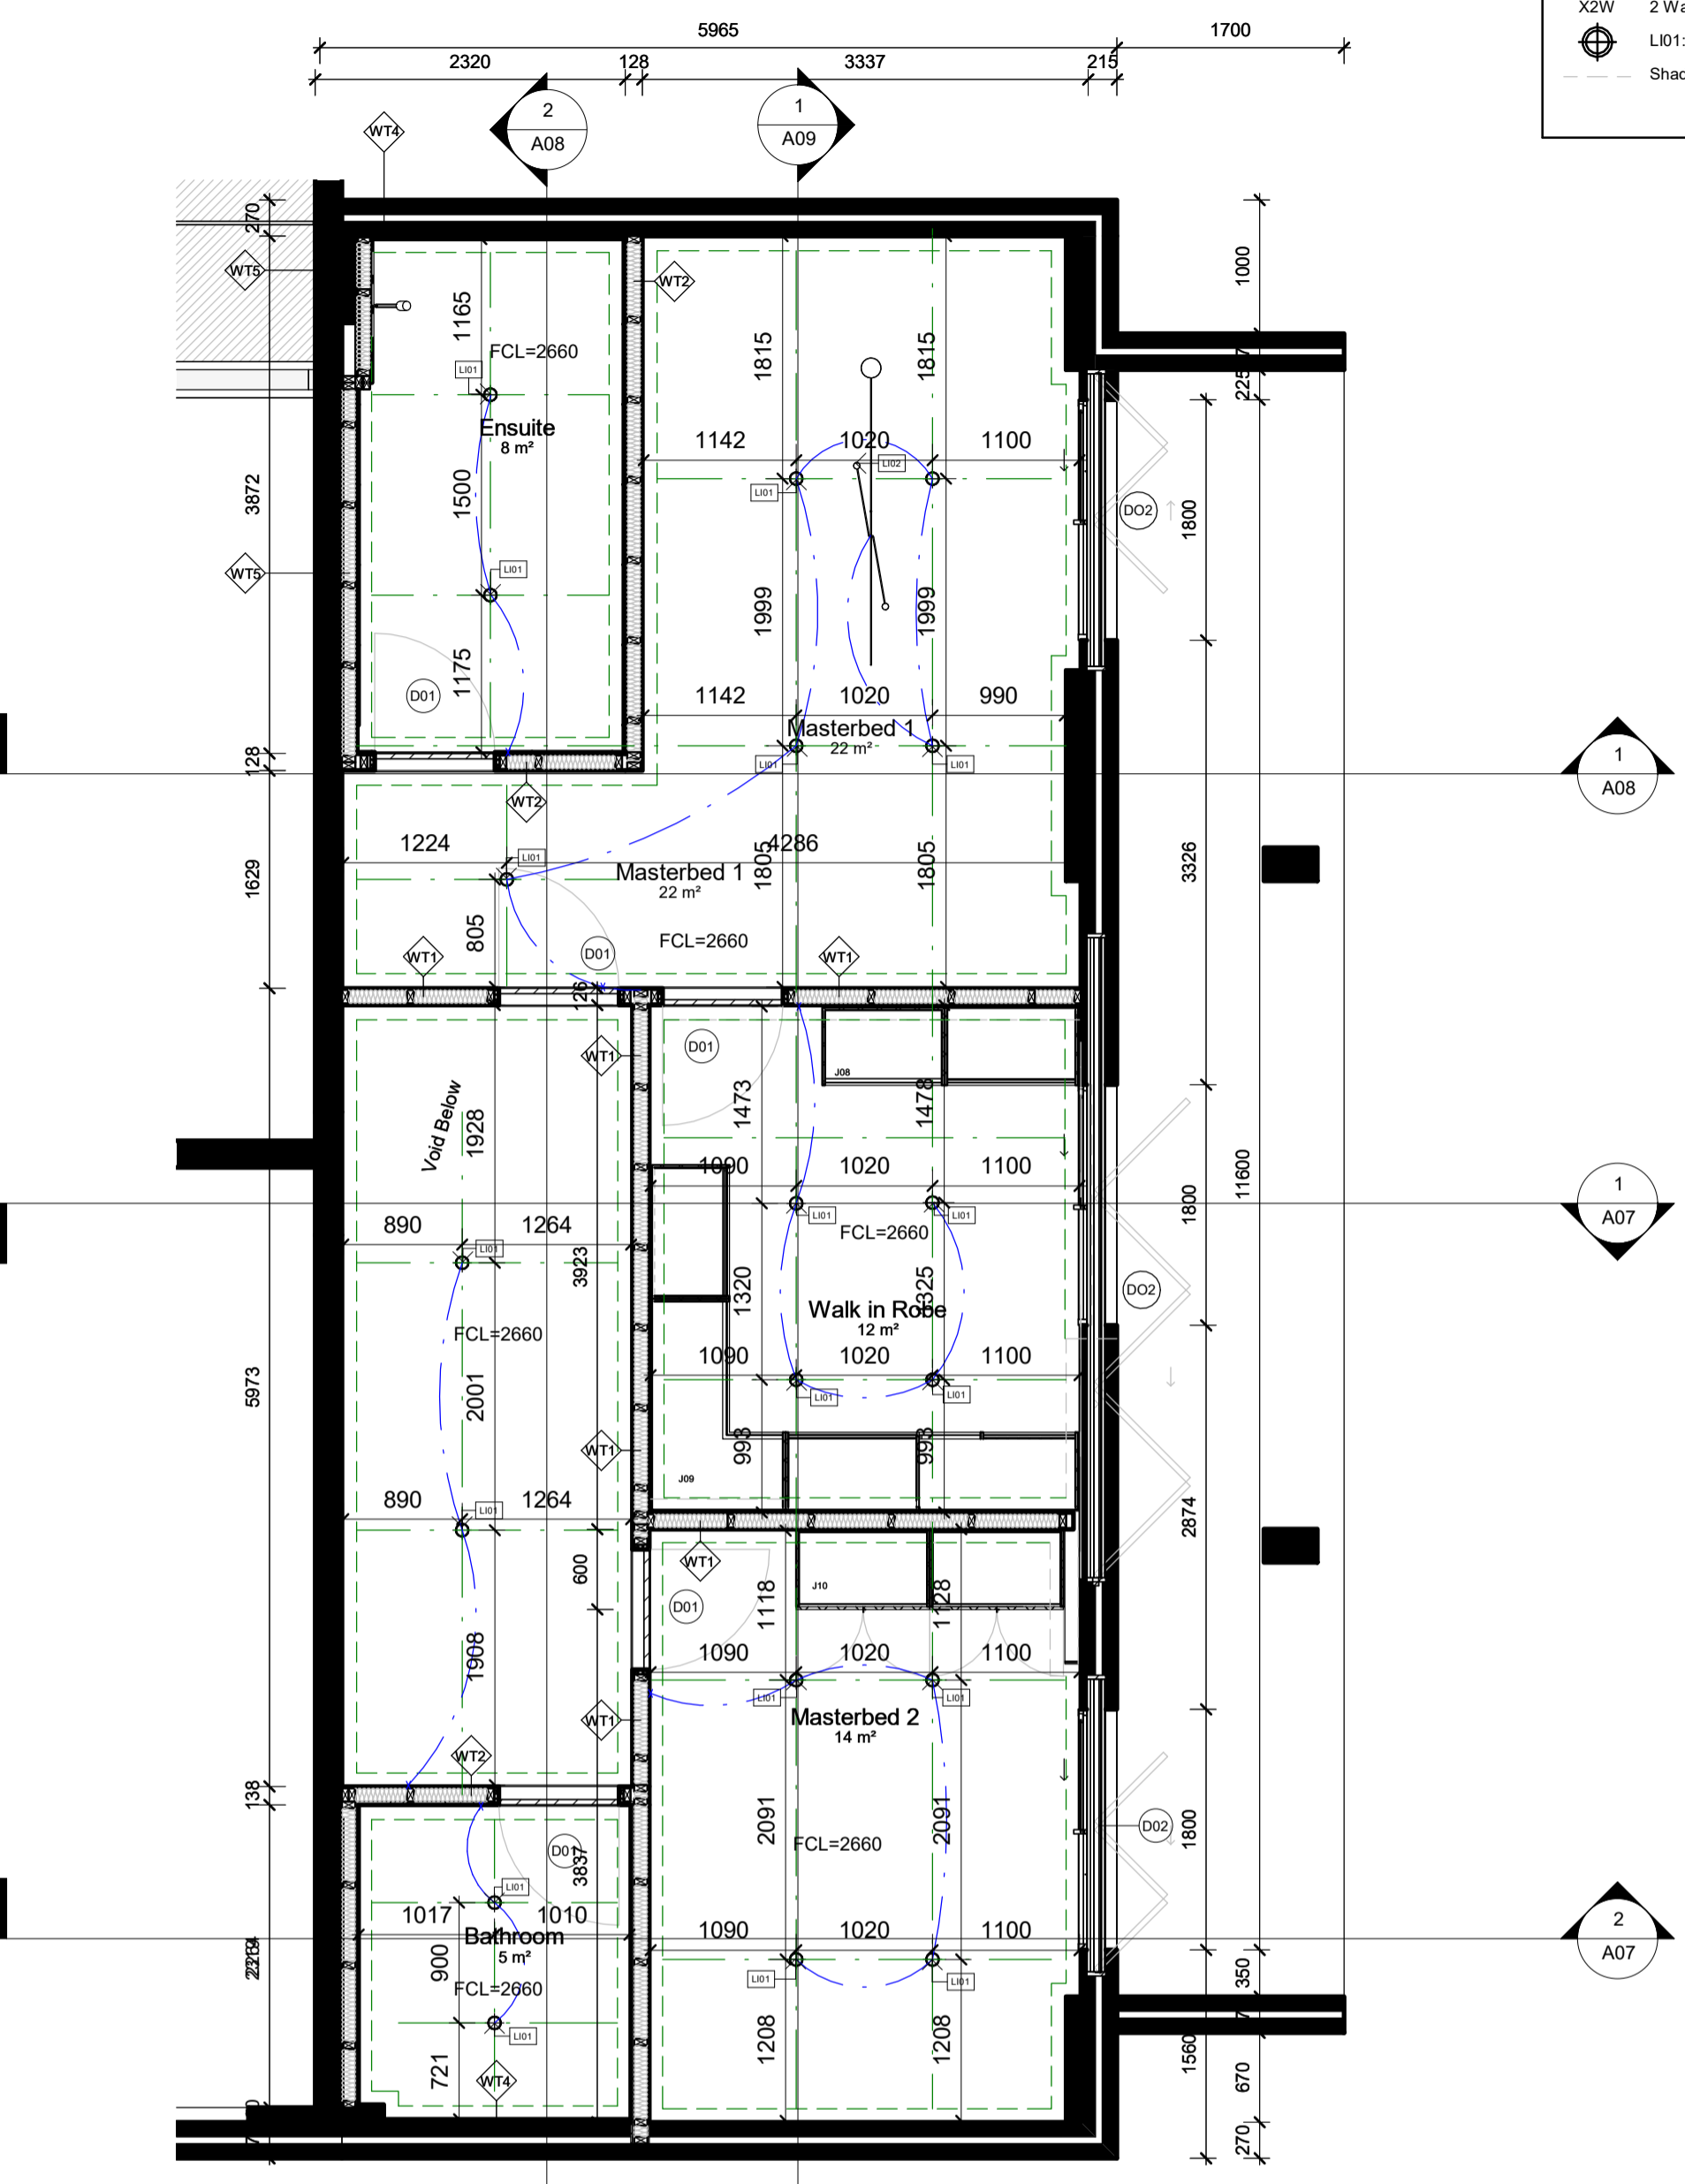 X2W 2 Wa
LI01:
Shac
5965 1700
2320 128 3337 215
2
A08
1
A09
WT4
270
WT5
WT2
1000
1165
FCL=2660
LI01
Ensuite
8 m²
1815 1815
225
1142 1020 1100
LI02
LI01
3872
1500
DO2
1800
WT5
LI01
1999 1999
1175
D01
1142 1020 990
Masterbed 1
22 m²
LI01 LI01
128
1
A08
WT2
1224 4286
LI01
1805 1805
Masterbed 1
22 m²
3326
1629
805
FCL=2660
WT1 D01 WT1
126
WT1 D01
J08
Void Below
1928
1473 1478
1090 1020 1100
11600
1800
1
A07
LI01 LI01
890 1264
FCL=2660
LI01
3923
1320 1325
DO2
Walk in Robe
12 m²
FCL=2660
1090 1020 1100
5973
2001
LI01 LI01
993 993
WT1
J09
890 1264
LI01
2874
600
WT1
J10
1118 1128
D01
1908
1090 1020 1100
LI01 LI01
WT1
Masterbed 2
14 m²
WT2
138
2091 2091
1800
D02
FCL=2660
D01
3837
LI01
1017 1010
Bathroom
5 m²
1090 1020 1100
2
A07
900
FCL=2660
LI01 LI01
350
LI01
721
WT4
1208 1208
1560
670
270